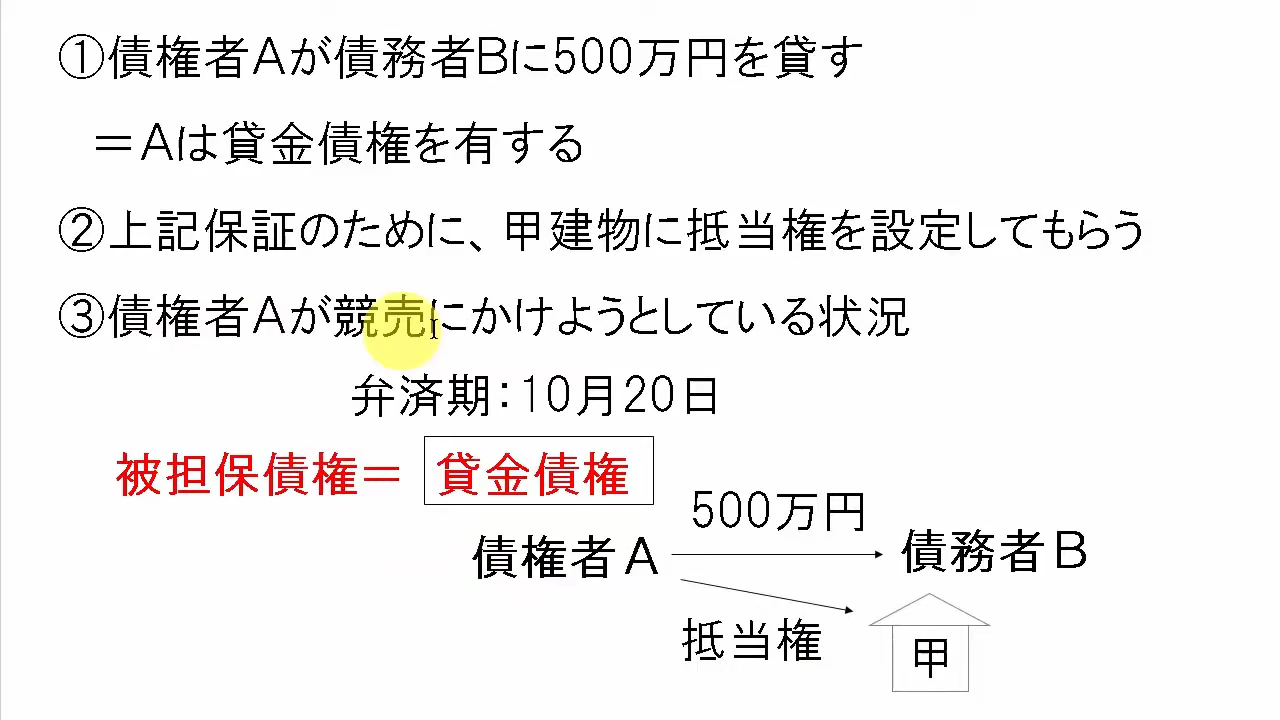 ①債権者Aが債務者Bに500万円を貸す
＝Aは貸金債権を有する
②上記保証のために、甲建物に抵当権を設定してもらう
③債権者Aが競売にかけようとしている状況
弁済期：10月20日
被担保債権＝ 貸金債権
500万円
債権者A
債務者B
抵当権
甲